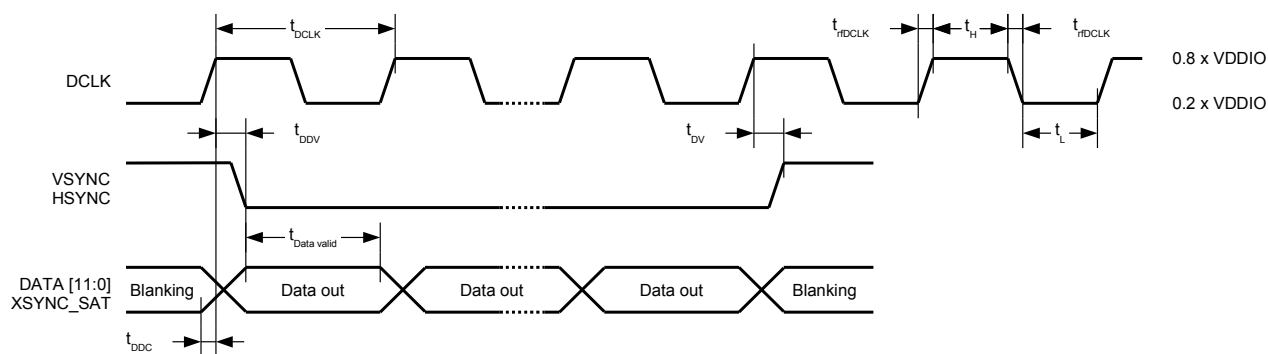 tDCLK
trfDCLK
tH
trfDCLK
DCLK
0.8 x VDDIO
0.2 x VDDIO
tDDV
tDV
tL
VSYNC
HSYNC
tData valid
DATA [11:0]
XSYNC_SAT
Blanking
Data out
Data out
Data out
Blanking
tDDC